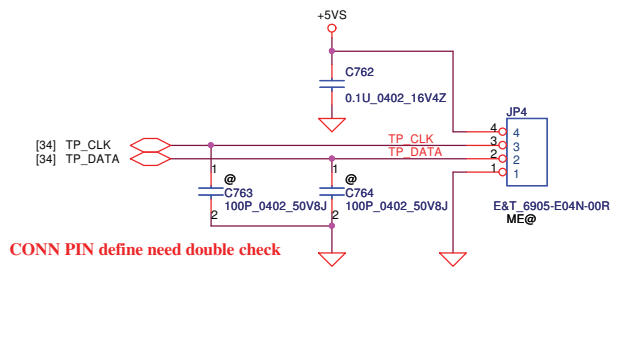 +5VS
C762
0.1U_0402_16V4Z
JP4
[34] TP_CLK
TP_CLK
4 4
3 3
[34] TP_DATA
TP_DATA
2 2
1 1
1 @
C763
100P_0402_50V8J
2
1 @
C764
100P_0402_50V8J
2
E&T_6905-E04N-00R
ME@
CONN PIN define need double check